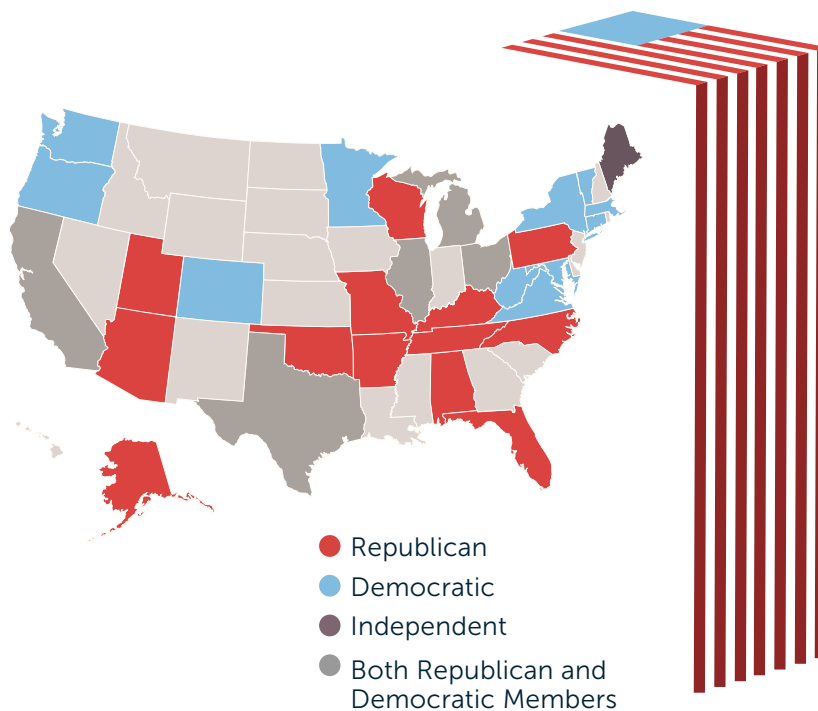 Republican
Democratic
Independent
Both Republican and
Democratic Members